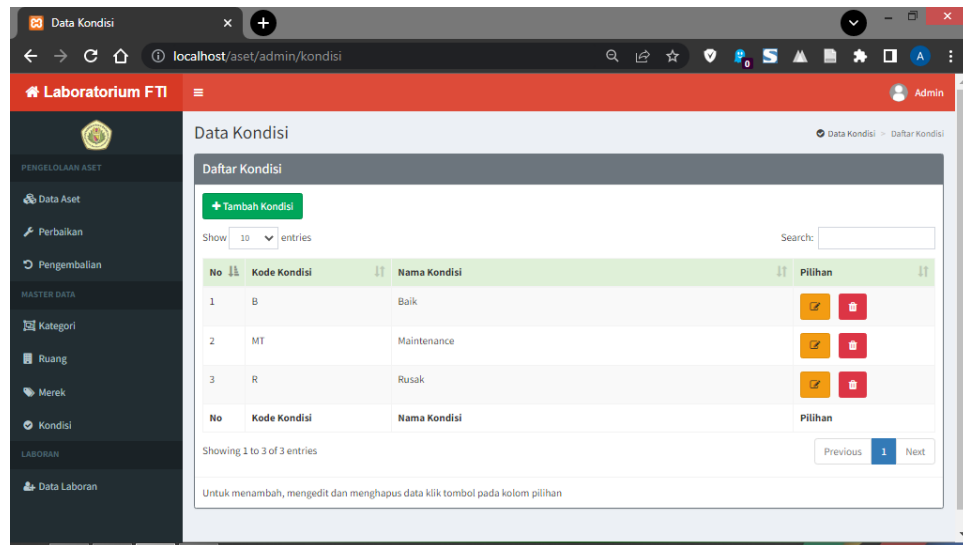 Data Kondisi
localhost/aset/admin/kondisi
0
A
Laboratorium FTI
Admin
Data Kondisi
Data Kondisi > Daftar Kondisi
PENGELOLAAN ASET
Data Aset
Perbaikan
Pengembalian
MASTER DATA
Kategori
Ruang
Merek
Kondisi
LABORAN
Data Laboran
Daftar Kondisi
Tambah Kondisi
Show 10 entries
Search:
No Kode Kondisi Nama Kondisi Pilihan
1 B Baik
2 MT Maintenance
3 R Rusak
No Kode Kondisi Nama Kondisi Pilihan
Showing 1 to 3 of 3 entries
Previous 1 Next
Untuk menambah, mengedit dan menghapus data klik tombol pada kolom pilihan